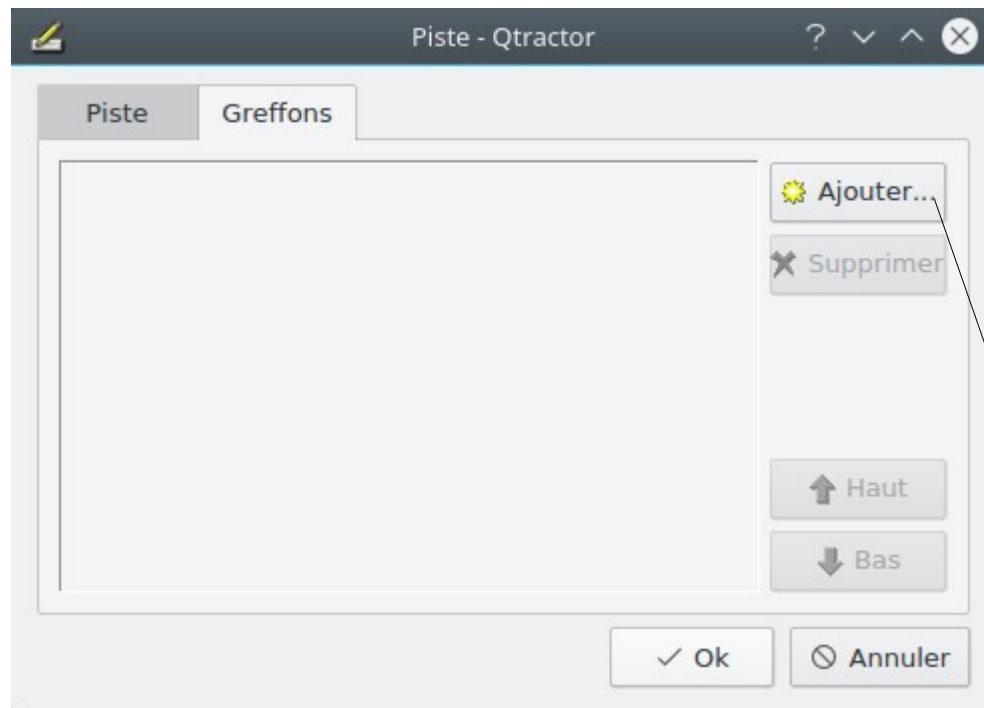 Piste - Qtractor
Piste
Greffons
Ajouter...
Supprimer
Haut
Bas
Ok
Annuler